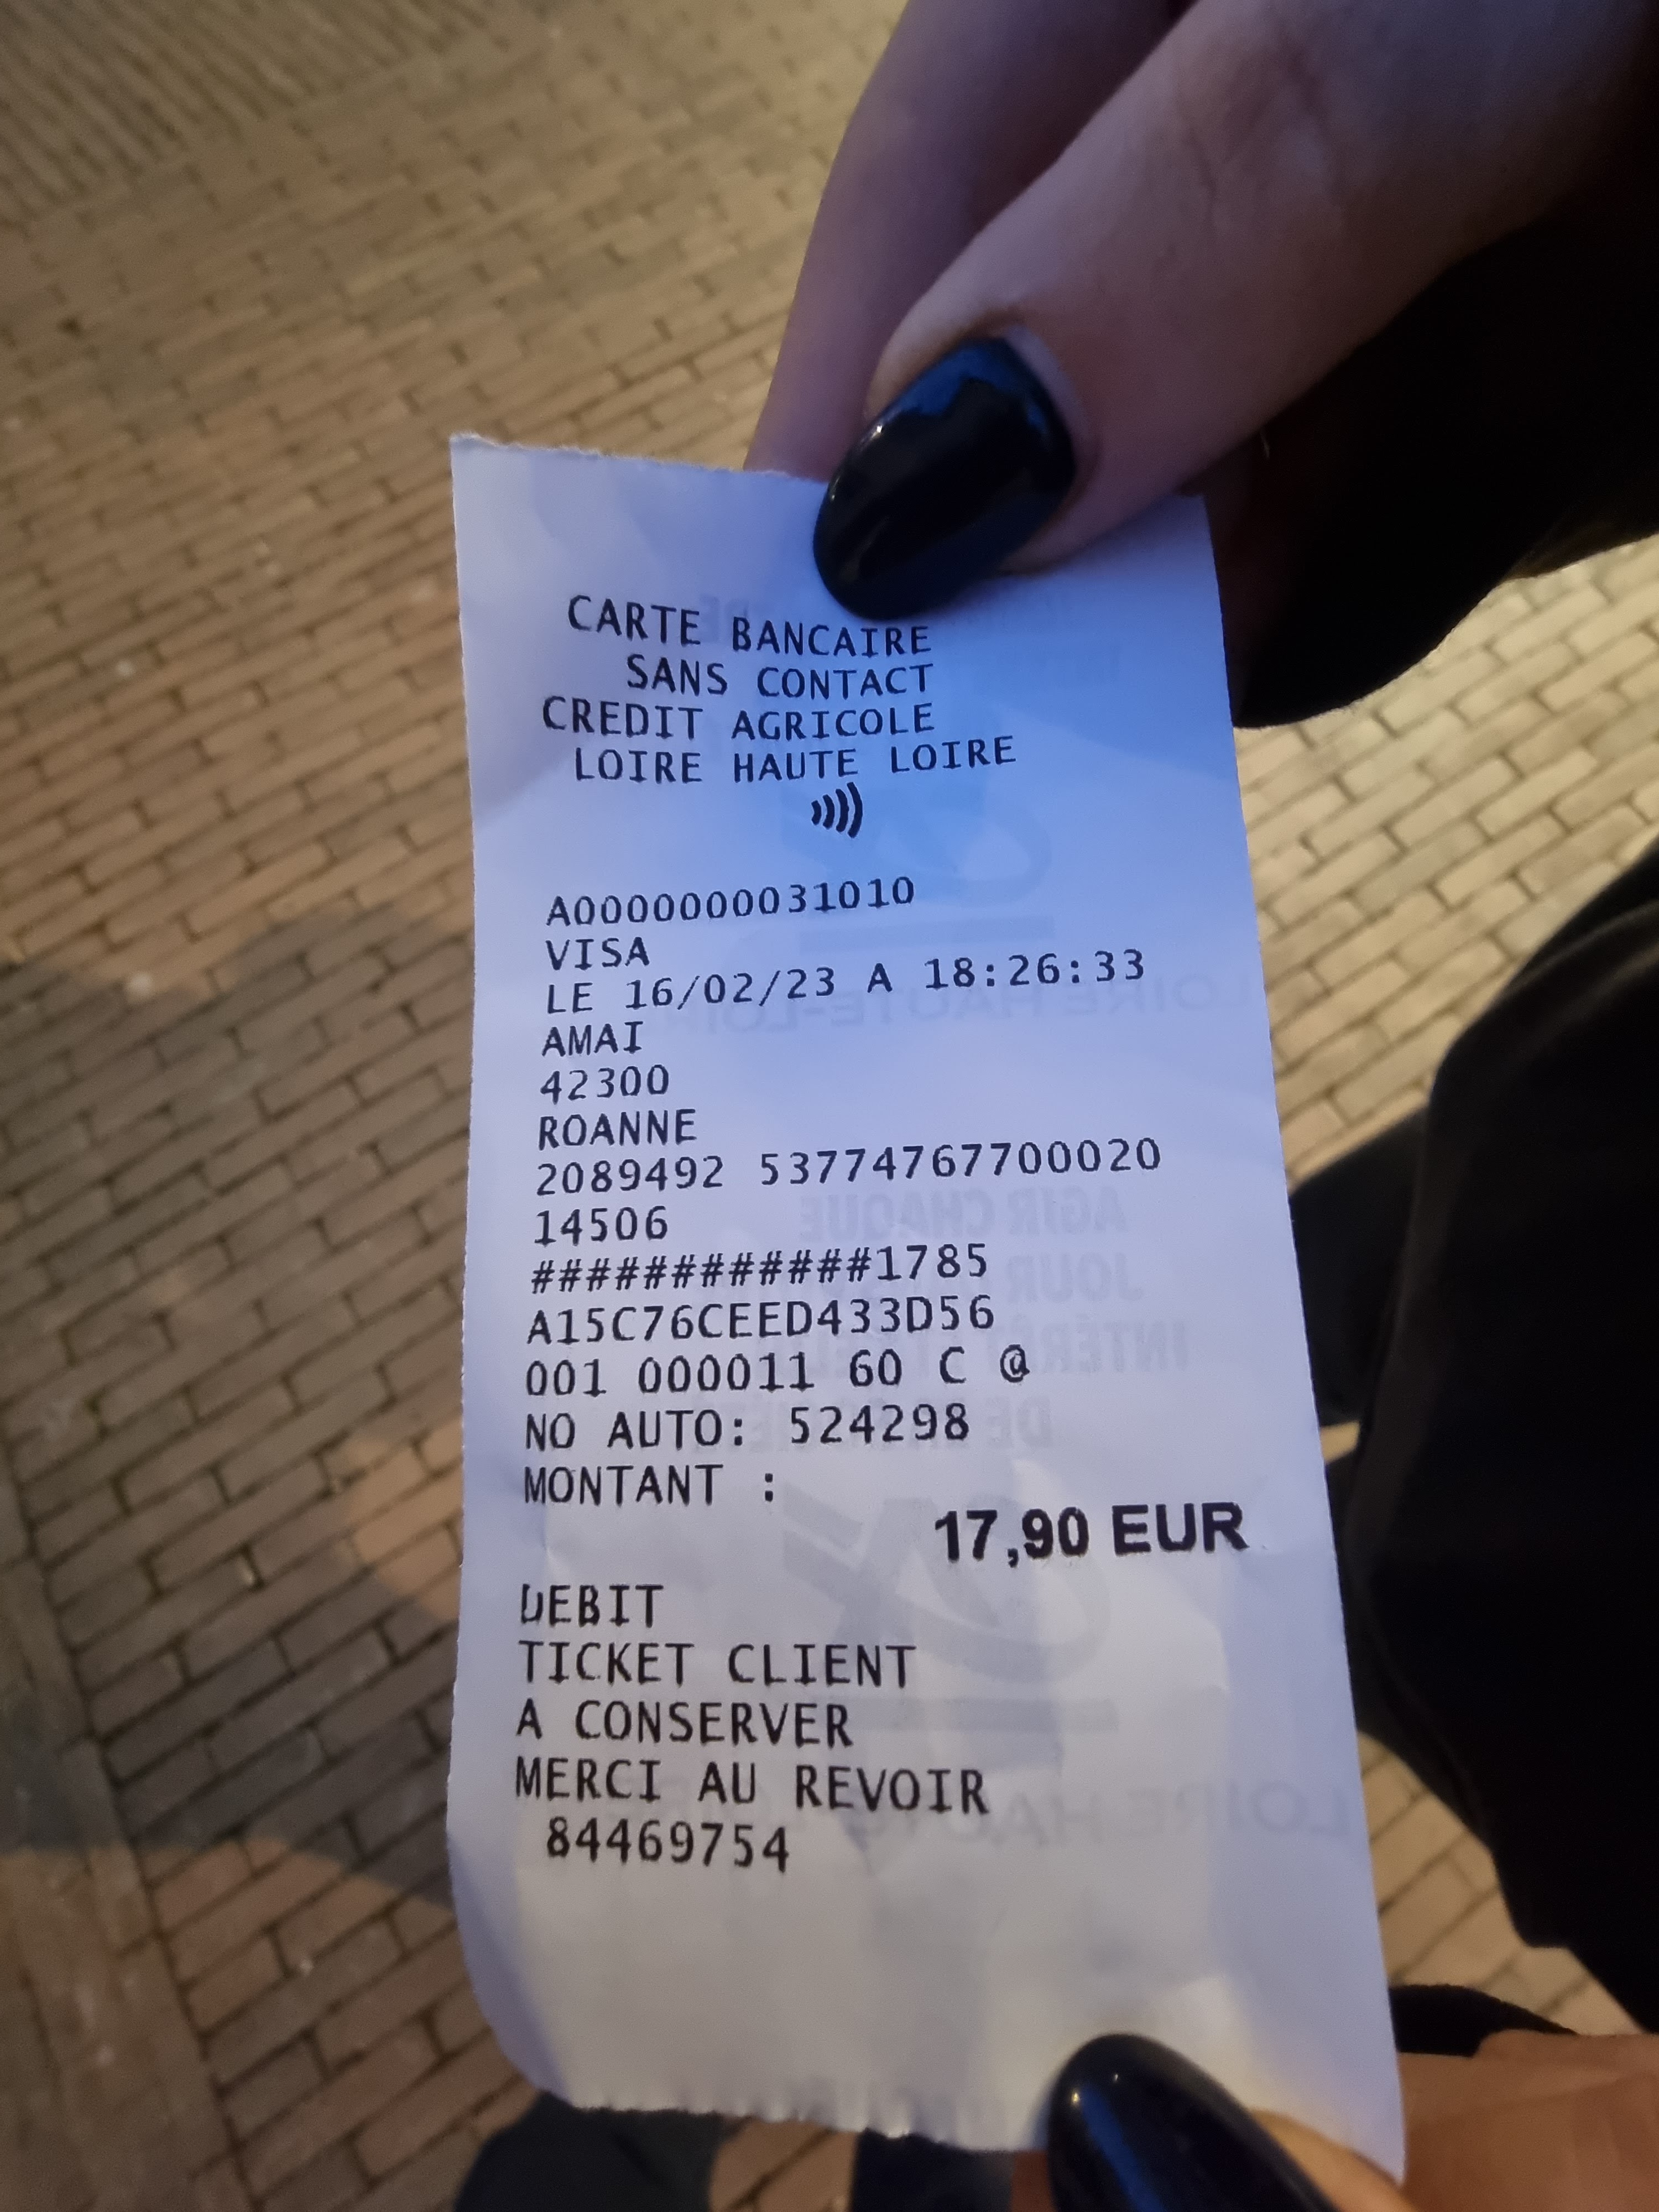 CARTE BANCAIRE
SANS CONTACT
CREDIT AGRICOLE
LOIRE HAUTE LOIRE
A0000000031010
VISA
LE 16/02/23 A 18:26:33
AMAI
42300
ROANNE
2089492 53774767700020
14506
############1785
A15C76CEED433D56
001 000011 60 C @
NO AUTO: 524298
MONTANT :
17,90 EUR
DEBIT
TICKET CLIENT
A CONSERVER
MERCI AU REVOIR
84469754